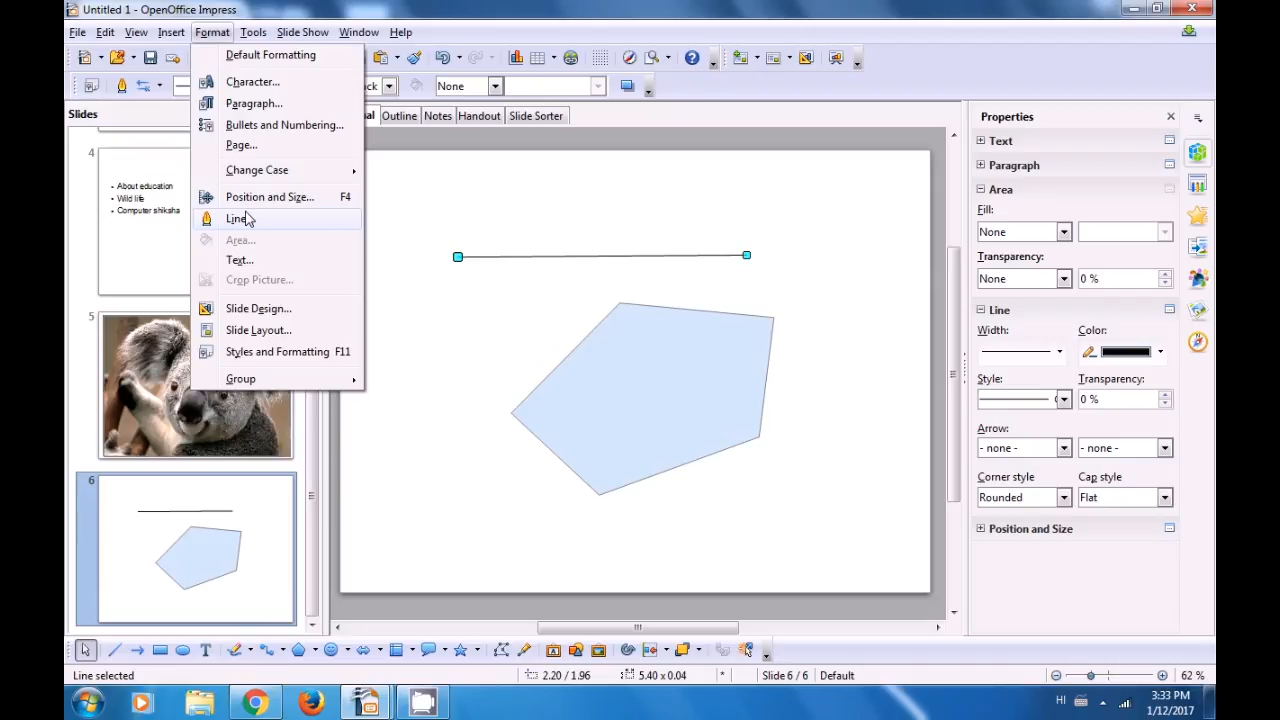 Untitled 1 - OpenOffice Impress
File Edit View Insert Format Tools Slide Show Window Help
Default Formatting
Character...
Paragraph...
Bullets and Numbering...
Page...
Change Case
Position and Size... F4
Line
Area...
Text...
Crop Picture...
Slide Design...
Slide Layout...
Styles and Formatting F11
Group
None
Slides
Outline Notes Handout Slide Sorter
4
• About education
• Wild life
• Computer shiksha
5
6
Properties
Text
Paragraph
Area
Fill:
None
Transparency:
None 0 %
Line
Width: Color:
Style: Transparency:
0 %
Arrow:
- none - - none -
Corner style Cap style
Rounded Flat
Position and Size
Line selected 2.20 / 1.96 5.40 x 0.04 * Slide 6 / 6 Default 62 %
HI 3:33 PM
1/12/2017